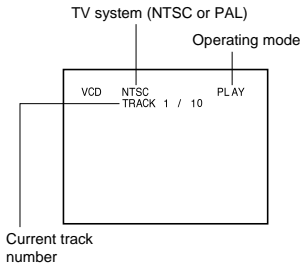 TV system (NTSC or PAL)
Operating mode
VCD NTSC PLAY
TRACK 1 / 10
Current track
number